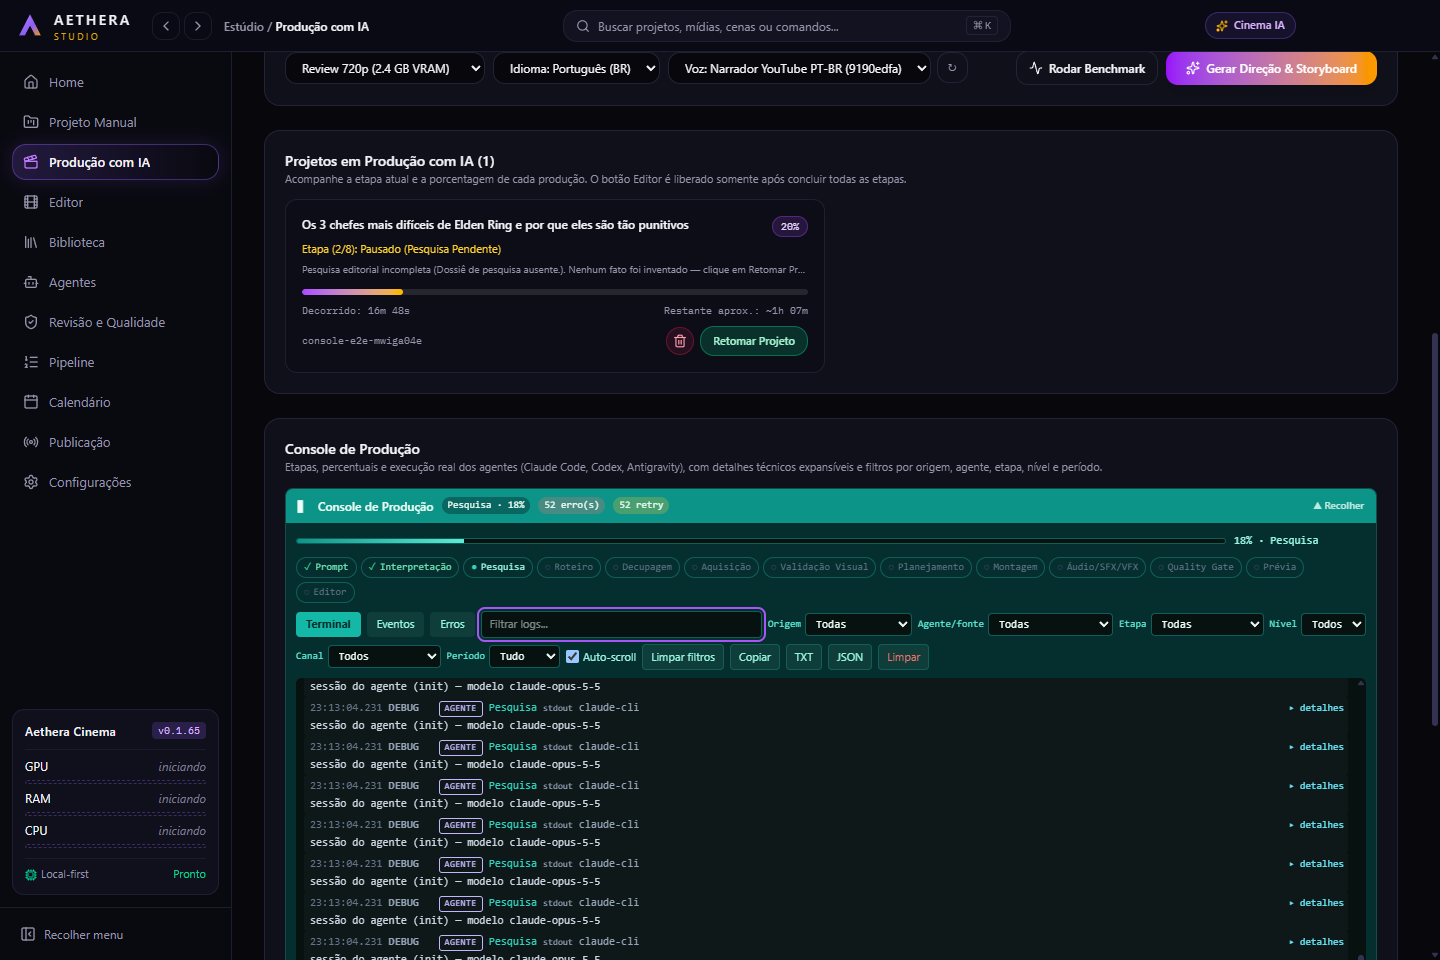 AETHERA
STUDIO
Estúdio / Produção com IA
Buscar projetos, mídias, cenas ou comandos...
⌘ K
Cinema IA
Home
Projeto Manual
Produção com IA
Editor
Biblioteca
Agentes
Revisão e Qualidade
Pipeline
Calendário
Publicação
Configurações
Aethera Cinema v0.1.65
GPU iniciando
RAM iniciando
CPU iniciando
Local-first Pronto
Recolher menu
Review 720p (2.4 GB VRAM)
Idioma: Português (BR)
Voz: Narrador YouTube PT-BR (9190edfa)
↻
Rodar Benchmark
Gerar Direção & Storyboard
Projetos em Produção com IA (1)
Acompanhe a etapa atual e a porcentagem de cada produção. O botão Editor é liberado somente após concluir todas as etapas.
Os 3 chefes mais difíceis de Elden Ring e por que eles são tão punitivos 20%
Etapa (2/8): Pausado (Pesquisa Pendente)
Pesquisa editorial incompleta (Dossiê de pesquisa ausente.). Nenhum fato foi inventado — clique em Retomar Pr...
Decorrido: 16m 48s Restante aprox.: ~1h 07m
console-e2e-mwiga04e Retomar Projeto
Console de Produção
Etapas, percentuais e execução real dos agentes (Claude Code, Codex, Antigravity), com detalhes técnicos expansíveis e filtros por origem, agente, etapa, nível e período.
Console de Produção Pesquisa · 18% 52 erro(s) 52 retry ▲ Recolher
18% · Pesquisa
✓ Prompt ✓ Interpretação ● Pesquisa ○ Roteiro ○ Decupagem ○ Aquisição ○ Validação Visual ○ Planejamento ○ Montagem ○ Áudio/SFX/VFX ○ Quality Gate ○ Prévia
○ Editor
Terminal Eventos Erros Filtrar logs... Origem Todas Agente/fonte Todas Etapa Todas Nível Todos
Canal Todos Período Tudo Auto-scroll Limpar filtros Copiar TXT JSON Limpar
sessão do agente (init) — modelo claude-opus-5-5
23:13:04.231 DEBUG AGENTE Pesquisa stdout claude-cli ▸ detalhes
sessão do agente (init) — modelo claude-opus-5-5
23:13:04.231 DEBUG AGENTE Pesquisa stdout claude-cli ▸ detalhes
sessão do agente (init) — modelo claude-opus-5-5
23:13:04.231 DEBUG AGENTE Pesquisa stdout claude-cli ▸ detalhes
sessão do agente (init) — modelo claude-opus-5-5
23:13:04.231 DEBUG AGENTE Pesquisa stdout claude-cli ▸ detalhes
sessão do agente (init) — modelo claude-opus-5-5
23:13:04.231 DEBUG AGENTE Pesquisa stdout claude-cli ▸ detalhes
sessão do agente (init) — modelo claude-opus-5-5
23:13:04.231 DEBUG AGENTE Pesquisa stdout claude-cli ▸ detalhes
sessão do agente (init) — modelo claude-opus-5-5
23:13:04.231 DEBUG AGENTE Pesquisa stdout claude-cli ▸ detalhes
sessão do agente (init) — modelo claude-opus-5-5